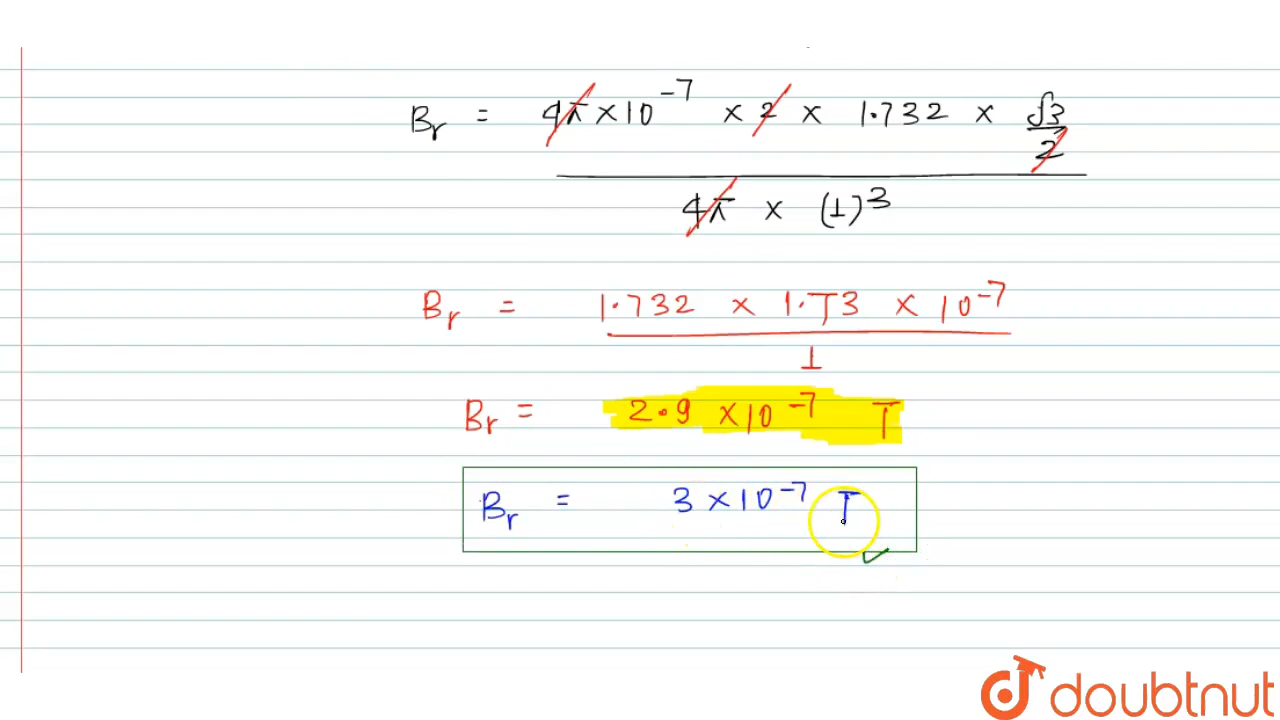 Br = 4π × 10⁻⁷ × 2 × 1.732 × √3/2
4π × (1)³
Br = 1.732 × 1.73 × 10⁻⁷
1
Br = 2.9 × 10⁻⁷ T
Br = 3 × 10⁻⁷ T
doubtnut